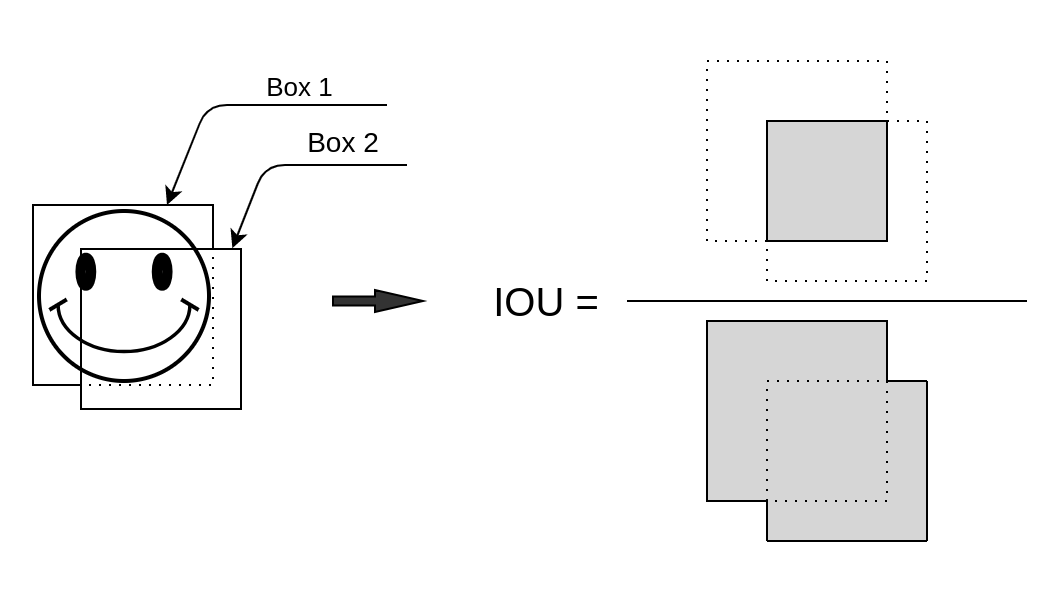 Box 1
Box 2
IOU =